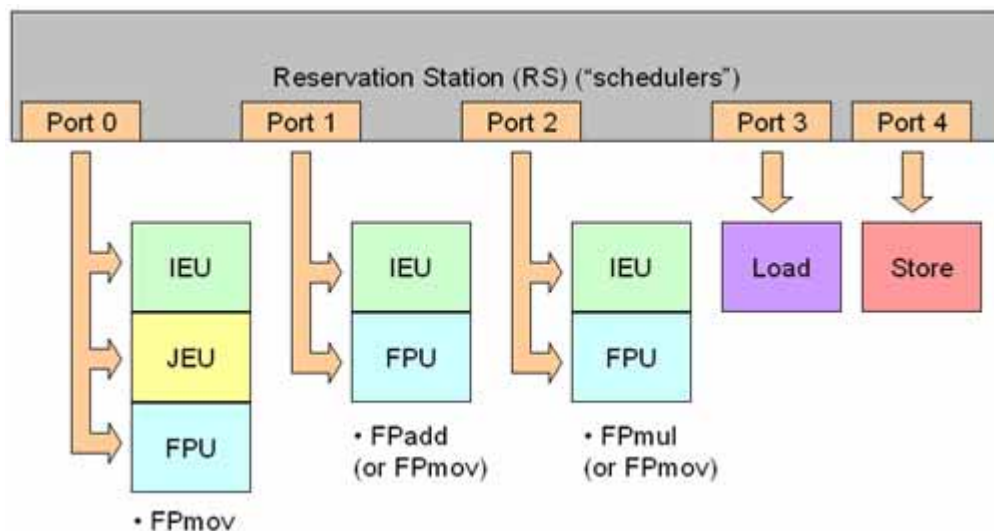 Reservation Station (RS) ("schedulers")
Port 0
Port 1
Port 2
Port 3
Port 4
IEU
JEU
FPU
• FPmov
IEU
FPU
• FPadd
(or FPmov)
IEU
FPU
• FPmul
(or FPmov)
Load
Store